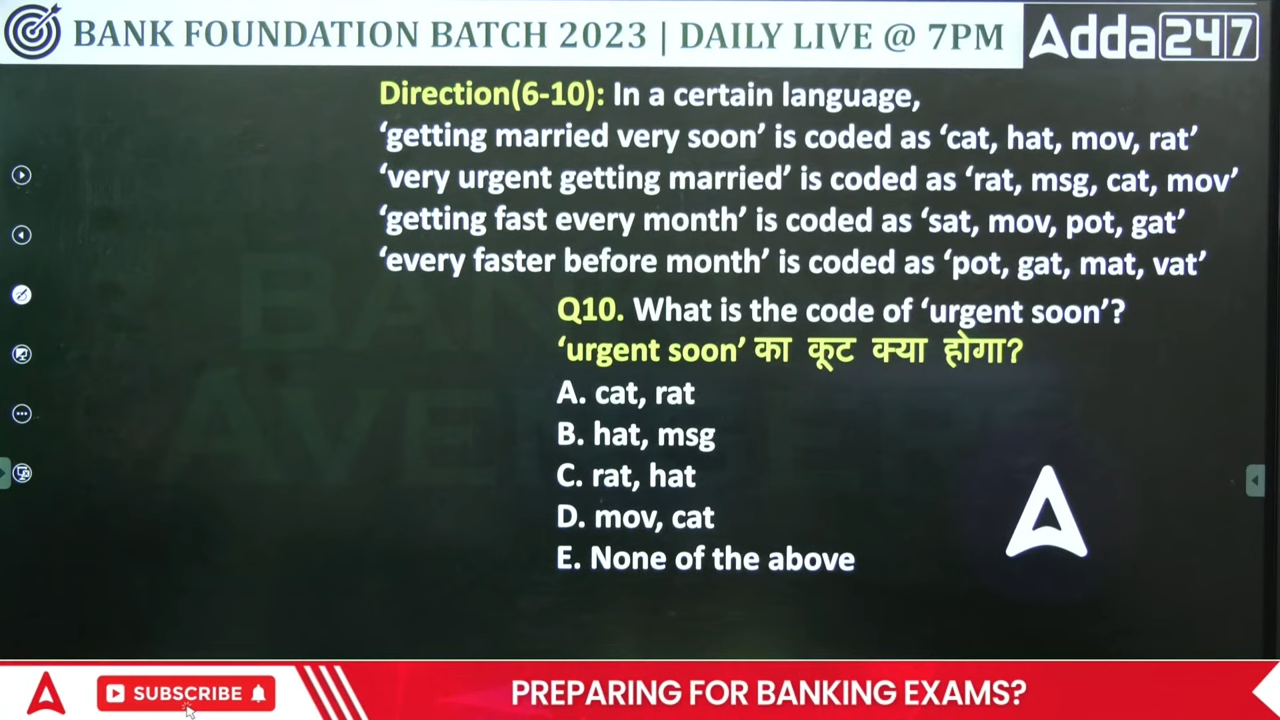 BANK FOUNDATION BATCH 2023 | DAILY LIVE @ 7PM
Adda247
Direction(6-10): In a certain language,
‘getting married very soon’ is coded as ‘cat, hat, mov, rat’
‘very urgent getting married’ is coded as ‘rat, msg, cat, mov’
‘getting fast every month’ is coded as ‘sat, mov, pot, gat’
‘every faster before month’ is coded as ‘pot, gat, mat, vat’
Q10. What is the code of ‘urgent soon’?
‘urgent soon’ का कूट क्या होगा?
A. cat, rat
B. hat, msg
C. rat, hat
D. mov, cat
E. None of the above
SUBSCRIBE
PREPARING FOR BANKING EXAMS?